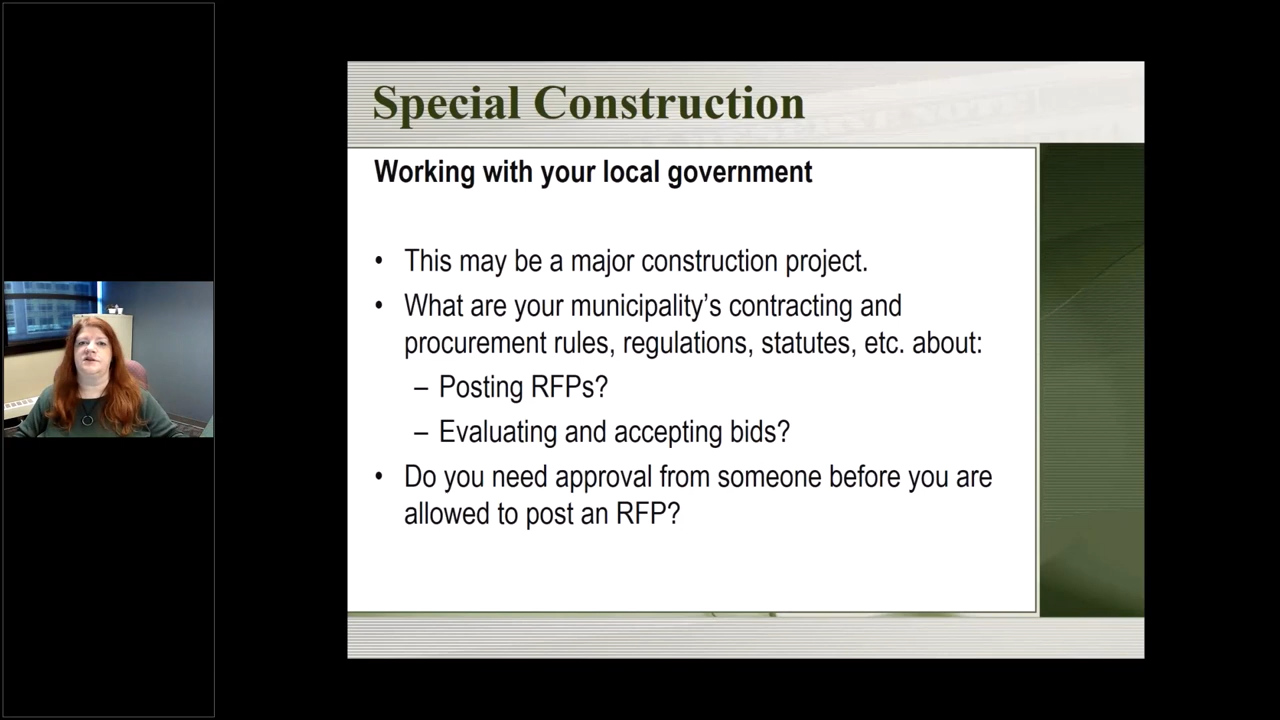 Special Construction
Working with your local government
• This may be a major construction project.
• What are your municipality’s contracting and
procurement rules, regulations, statutes, etc. about:
– Posting RFPs?
– Evaluating and accepting bids?
• Do you need approval from someone before you are
allowed to post an RFP?